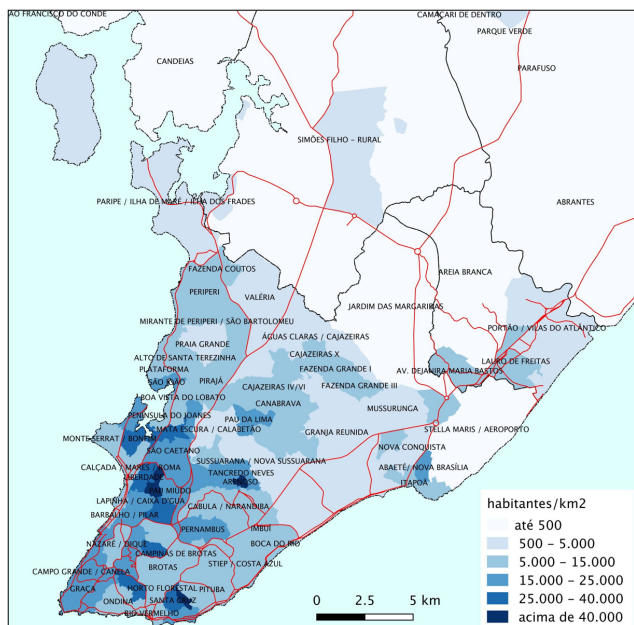 ÃO FRANCISCO DO CONDE
CAMAÇARI DE DENTRO
PARQUE VERDE
CANDEIAS
PARAFUSO
SIMÕES FILHO - RURAL
PARIPE / ILHA DE MARÉ / ILHA DOS FRADES
ABRANTES
FAZENDA COUTOS
AREIA BRANCA
PERIPERI
VALÉRIA
JARDIM DAS MARGARIDAS
MIRANTE DE PERIPERI / SÃO BARTOLOMEU
PORTÃO / VILAS DO ATLÂNTICO
ÁGUAS CLARAS / CAJAZEIRAS
PRAIA GRANDE
CAJAZEIRAS X
ALTO DE SANTA TEREZINHA
LAURO DE FREITAS
PLATAFORMA
FAZENDA GRANDE I
AV. DEJANIRA MARIA BASTOS
SÃO JOÃO
PIRAJÁ
CAJAZEIRAS IV/VI
FAZENDA GRANDE III
BOA VISTA DO LOBATO
CANABRAVA
MUSSURUNGA
PENÍNSULA DO JOANES
PAU DA LIMA
MATA ESCURA / CALABETÃO
GRANJA REUNIDA
STELLA MARIS / AEROPORTO
MONTE SERRAT / BONFIM
NOVA CONQUISTA
SÃO CAETANO
SUSSUARANA / NOVA SUSSUARANA
CALÇADA / MARES / ROMA
TANCREDO NEVES
ABAETÉ/ NOVA BRASÍLIA
LIBERDADE
ARENOSO
ITAPOÃ
PAU MIÚDO
LAPINHA / CAIXA D'GUA
CABULA / NARANDIBA
BARBALHO / PILAR
PERNAMBUS
IMBUÍ
NAZARÉ / DIQUE
BOCA DO RIO
CAMPINAS DE BROTAS
BROTAS
STIEP / COSTA AZUL
CAMPO GRANDE / CANELA
GRAÇA
HORTO FLORESTAL
PITUBA
ONDINA
SANTA CRUZ
RIO VERMELHO
0 2.5 5 km
habitantes/km2
até 500
500 - 5.000
5.000 - 15.000
15.000 - 25.000
25.000 - 40.000
acima de 40.000